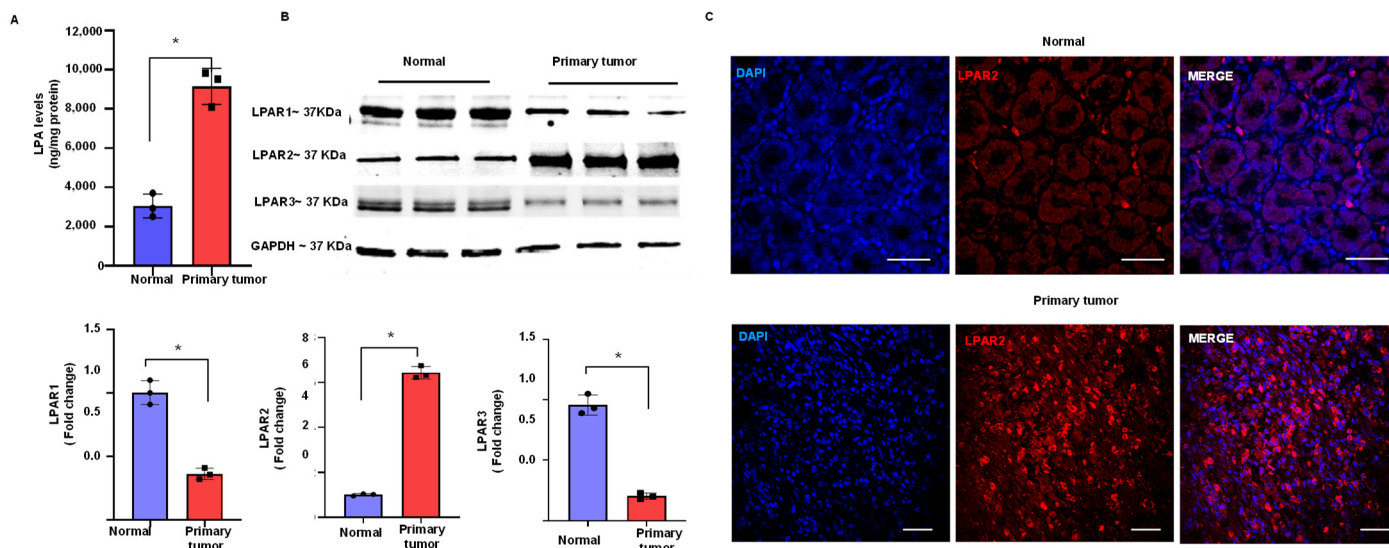 A
B
C
LPA levels
(ng/mg protein)
12,000
10,000
8,000
6,000
4,000
2,000
0
*
Normal
Primary tumor
Normal
Primary tumor
LPAR1~ 37KDa
LPAR2~ 37 KDa
LPAR3~ 37 KDa
GAPDH ~ 37 KDa
Normal
DAPI
LPAR2
MERGE
Primary tumor
DAPI
LPAR2
MERGE
LPAR1
( Fold change)
1.5
1.0
0.5
0.0
*
Normal
Primary
tumor
LPAR2
( Fold change)
8
6
4
2
0
*
Normal
Primary
tumor
LPAR3
( Fold change)
1.5
1.0
0.5
0.0
*
Normal
Primary
tumor